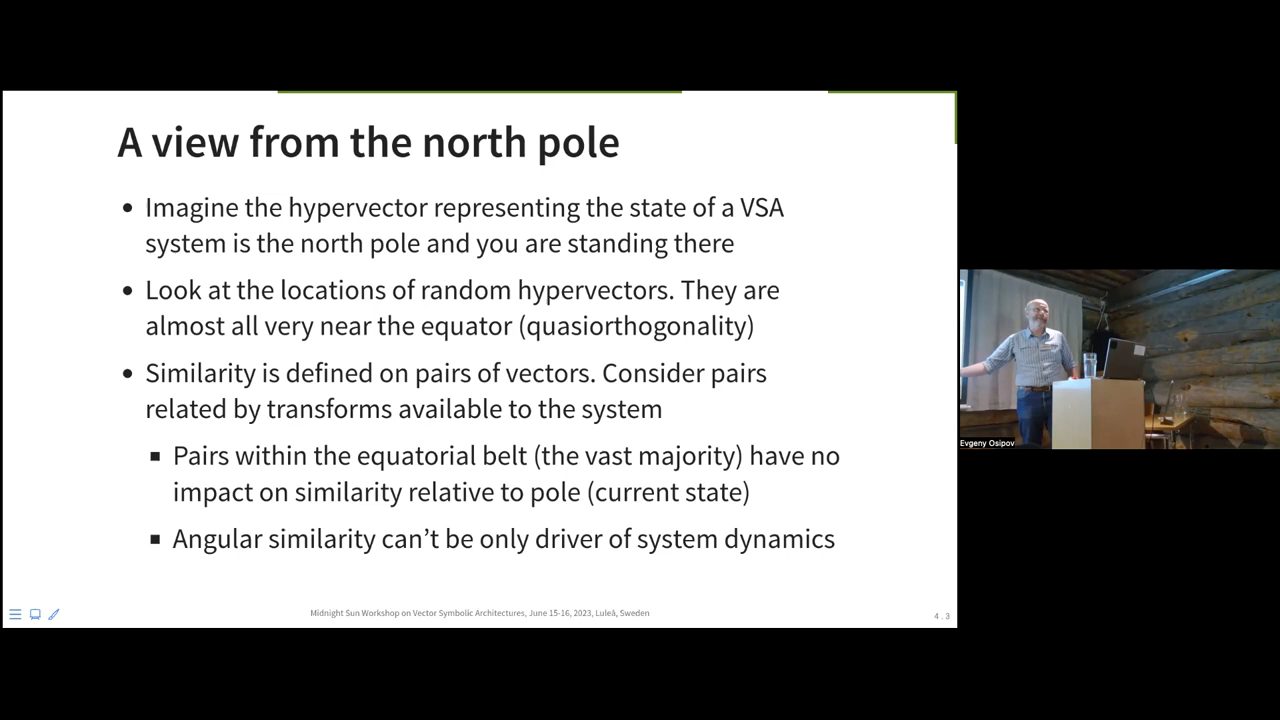 A view from the north pole
• Imagine the hypervector representing the state of a VSA
system is the north pole and you are standing there
• Look at the locations of random hypervectors. They are
almost all very near the equator (quasiorthogonality)
• Similarity is defined on pairs of vectors. Consider pairs
related by transforms available to the system
▪ Pairs within the equatorial belt (the vast majority) have no
impact on similarity relative to pole (current state)
▪ Angular similarity can’t be only driver of system dynamics
Midnight Sun Workshop on Vector Symbolic Architectures, June 15-16, 2023, Luleå, Sweden
4 . 3
Evgeny Osipov